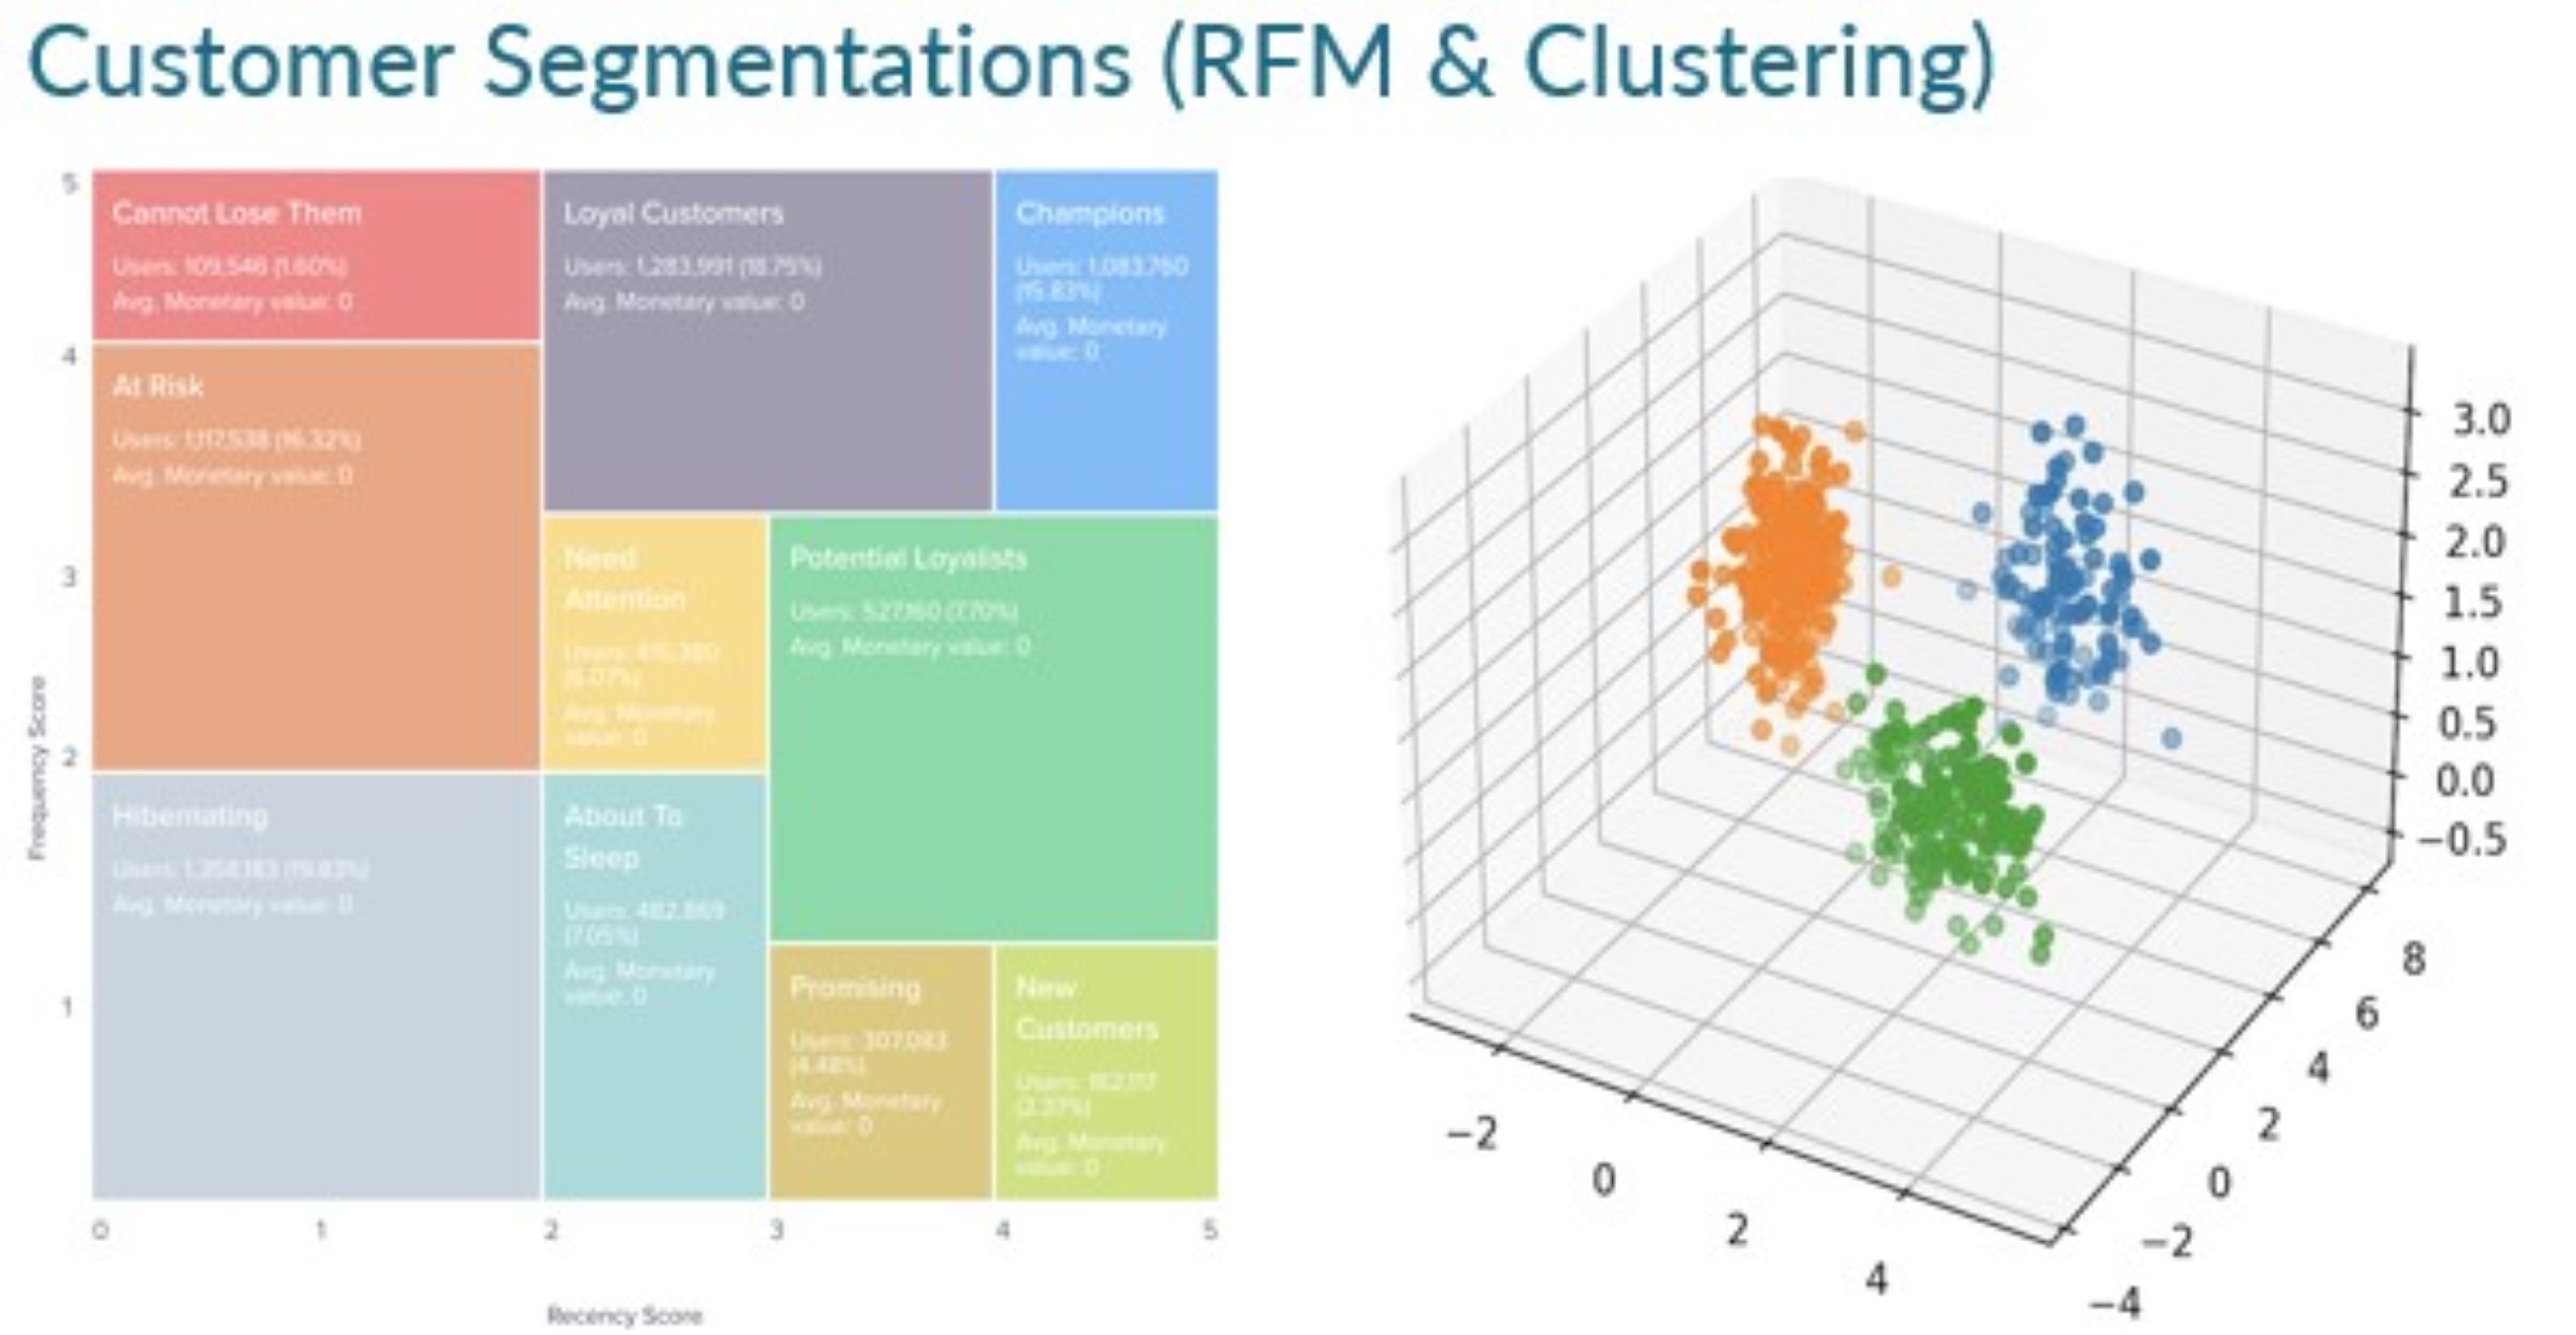 Customer Segmentations (RFM & Clustering)
5
Cannot Lose Them
Users: 109,546 (1.60%)
Avg. Monetary value: 0
Loyal Customers
Users: 1,283,991 (18.75%)
Avg. Monetary value: 0
Champions
Users: 1,083,760
(15.83%)
Avg. Monetary
value: 0
4
At Risk
Users: 1,117,538 (16.32%)
Avg. Monetary value: 0
3
Need
Attention
Users:
(6.07%)
Avg. Monetary
value: 0
Potential Loyalists
Users: 527,160 (7.70%)
Avg. Monetary value: 0
2
Frequency Score
Hibernating
Users: (19.83%)
Avg. Monetary value: 0
About To
Sleep
Users: 482,869
(7.05%)
Avg. Monetary
value: 0
1
Promising
Users: 307,083
(4.48%)
Avg. Monetary
value: 0
New
Customers
Users:
(2.37%)
Avg. Monetary
value: 0
0 1 2 3 4 5
Recency Score
3.0
2.5
2.0
1.5
1.0
0.5
0.0
−0.5
8
6
4
2
0
−2
−4
−2
0
2
4